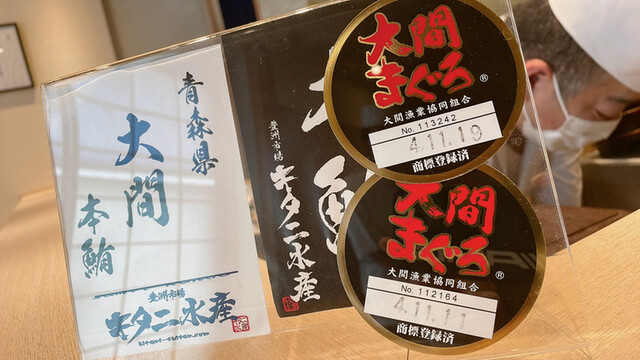 青森県
大間
本鮪
豊洲市場
キタニ水産
豊洲市場
キタニ水産
大間
まぐろ
®
大間漁業協同組合
No. 113242
4.11.19
商標登録済
大間
まぐろ
®
大間漁業協同組合
No. 112164
4.11.11
商標登録済